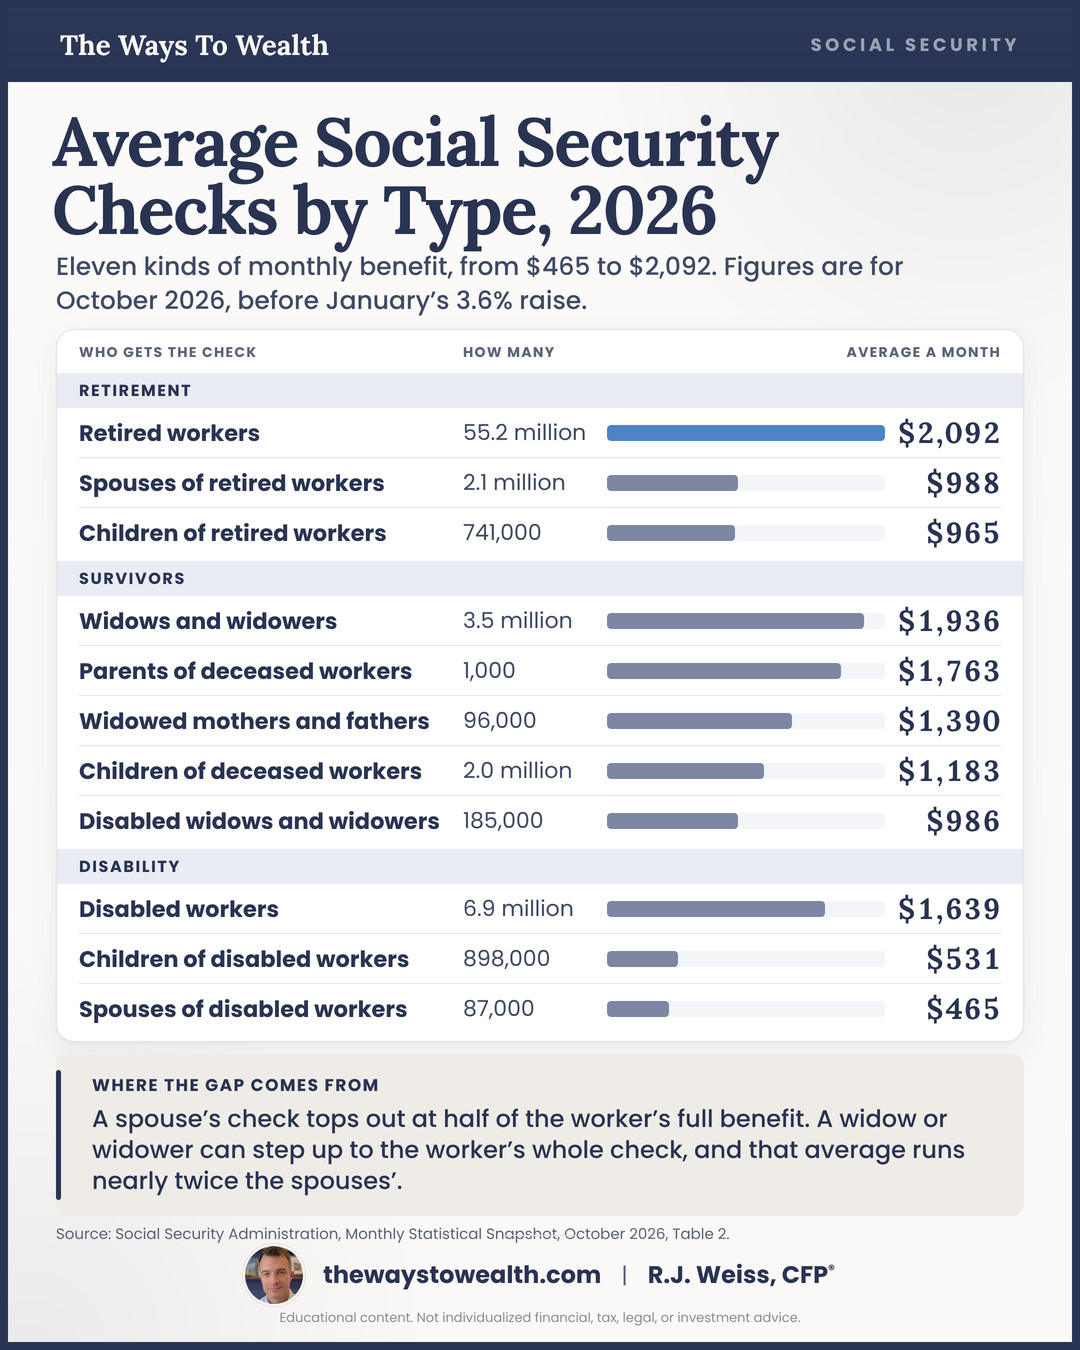 The Ways To Wealth
SOCIAL SECURITY
Average Social Security
Checks by Type, 2026
Eleven kinds of monthly benefit, from $465 to $2,092. Figures are for
October 2026, before January’s 3.6% raise.
WHO GETS THE CHECK HOW MANY AVERAGE A MONTH
RETIREMENT
Retired workers 55.2 million $2,092
Spouses of retired workers 2.1 million $988
Children of retired workers 741,000 $965
SURVIVORS
Widows and widowers 3.5 million $1,936
Parents of deceased workers 1,000 $1,763
Widowed mothers and fathers 96,000 $1,390
Children of deceased workers 2.0 million $1,183
Disabled widows and widowers 185,000 $986
DISABILITY
Disabled workers 6.9 million $1,639
Children of disabled workers 898,000 $531
Spouses of disabled workers 87,000 $465
WHERE THE GAP COMES FROM
A spouse’s check tops out at half of the worker’s full benefit. A widow or
widower can step up to the worker’s whole check, and that average runs
nearly twice the spouses’.
Source: Social Security Administration, Monthly Statistical Snapshot, October 2026, Table 2.
thewaystowealth.com | R.J. Weiss, CFP®
Educational content. Not individualized financial, tax, legal, or investment advice.